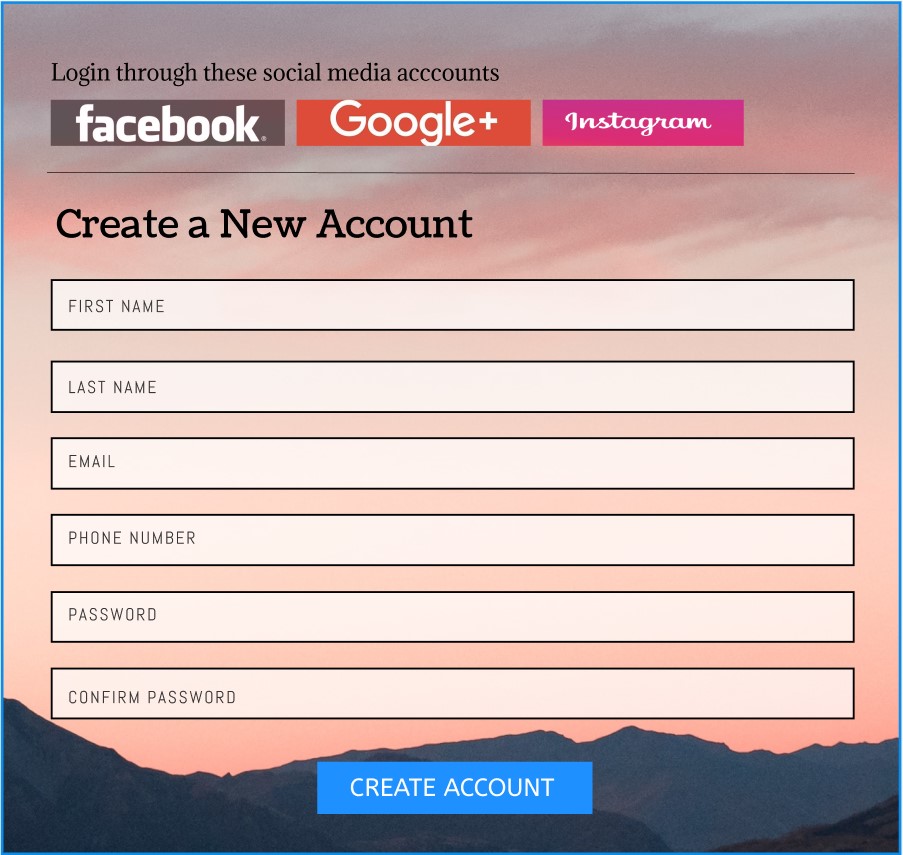 Login through these social media acccounts
facebook. Google+ Instagram
Create a New Account
FIRST NAME
LAST NAME
EMAIL
PHONE NUMBER
PASSWORD
CONFIRM PASSWORD
CREATE ACCOUNT